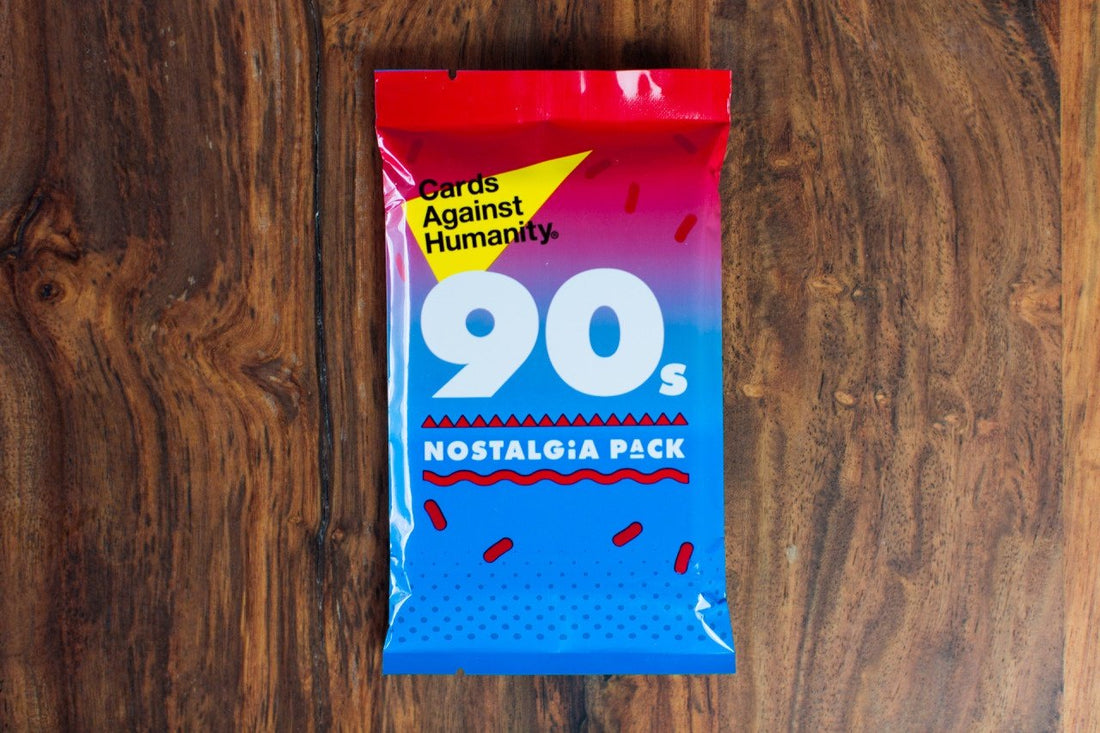 Cards
Against
Humanity®
90s
NOSTALGiA PACK